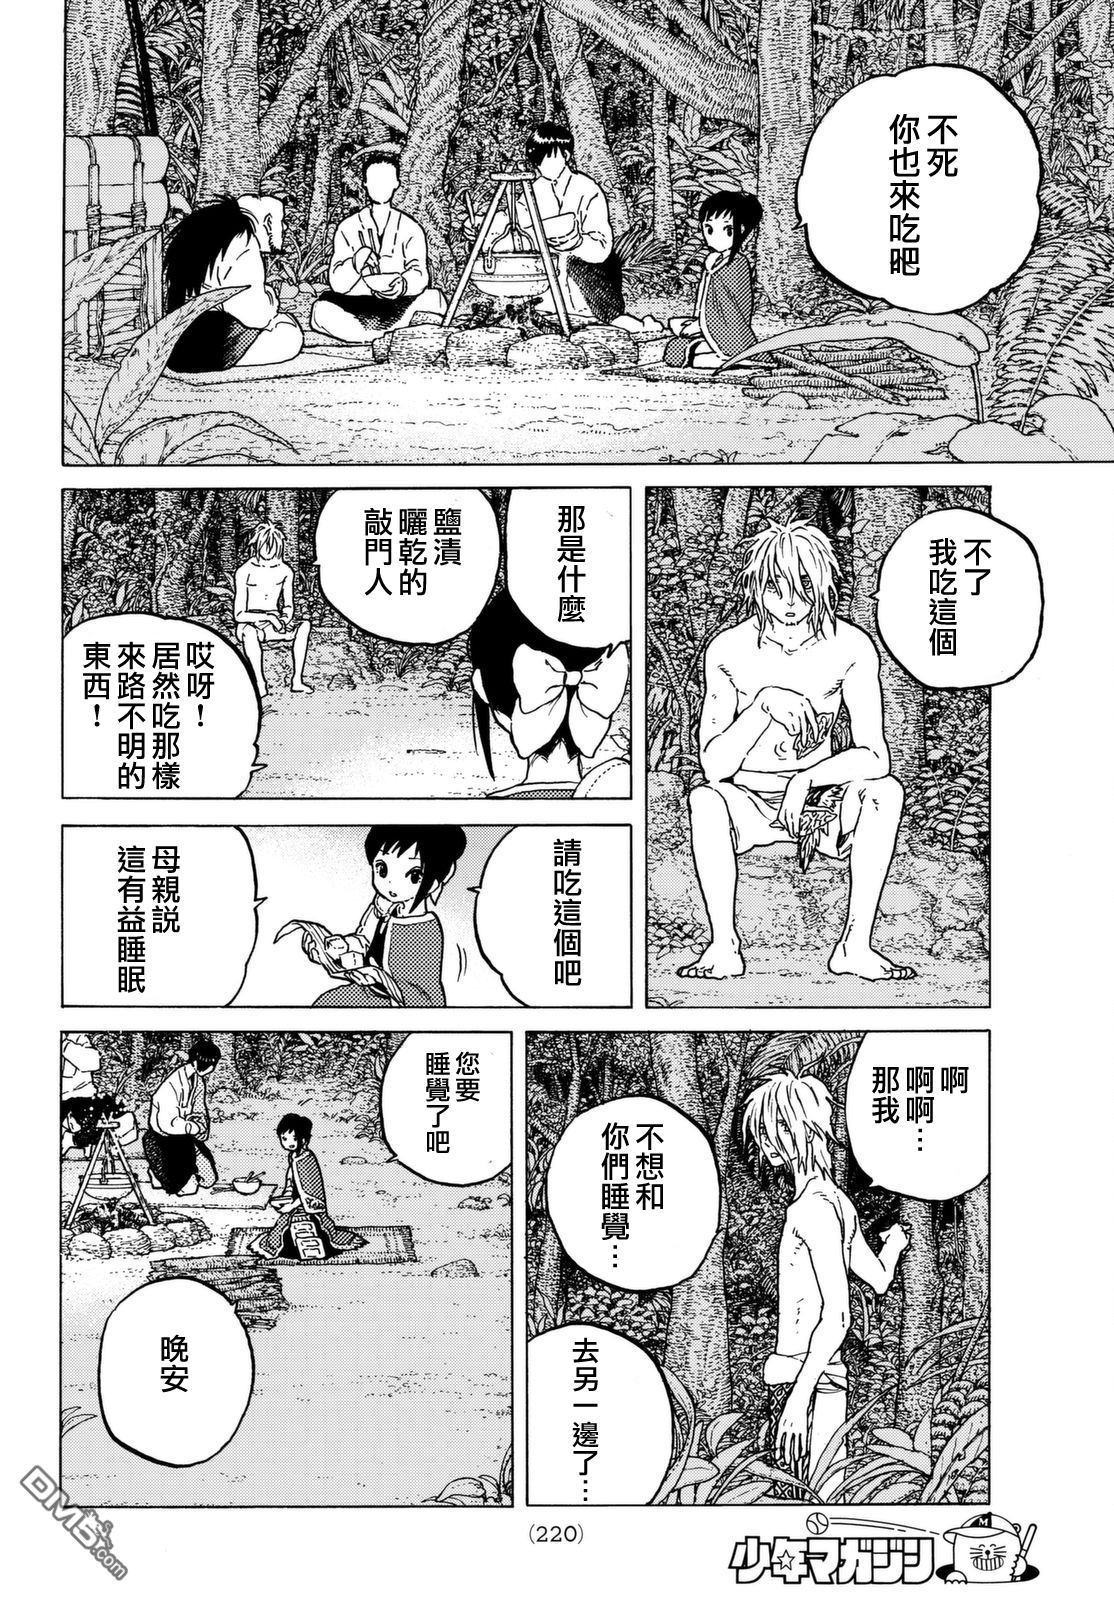 不死
你也來吃吧
不了
我吃這個
那是什麼
鹽漬
曬乾的
敲門人
哎呀！
居然吃那樣
來路不明的
東西！
請吃這個吧
母親説
這有益睡眠
啊
啊啊…
那我
不想和
你們睡覺…
去另一邊了…
您要
睡覺了吧
晚安
(220)
少年マガジン
M